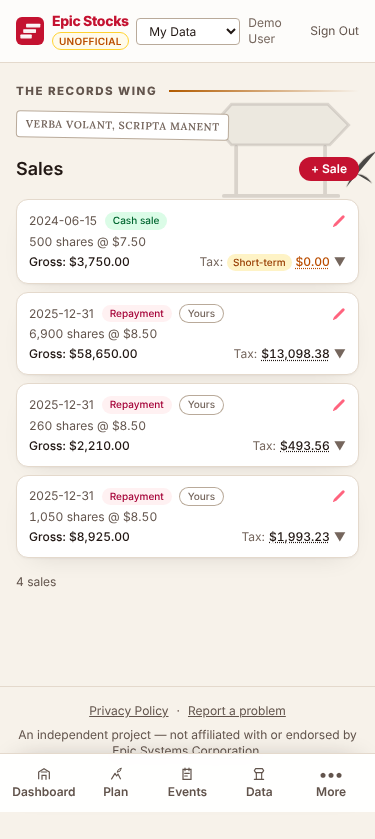 Epic Stocks
UNOFFICIAL
My Data
Demo User
Sign Out
THE RECORDS WING
VERBA VOLANT, SCRIPTA MANENT
Sales
+ Sale
2024-06-15 Cash sale
500 shares @ $7.50
Gross: $3,750.00 Tax: Short-term $0.00 ▼
2025-12-31 Repayment Yours
6,900 shares @ $8.50
Gross: $58,650.00 Tax: $13,098.38 ▼
2025-12-31 Repayment Yours
260 shares @ $8.50
Gross: $2,210.00 Tax: $493.56 ▼
2025-12-31 Repayment Yours
1,050 shares @ $8.50
Gross: $8,925.00 Tax: $1,993.23 ▼
4 sales
Privacy Policy · Report a problem
An independent project — not affiliated with or endorsed by
Epic Systems Corporation.
Dashboard Plan Events Data More